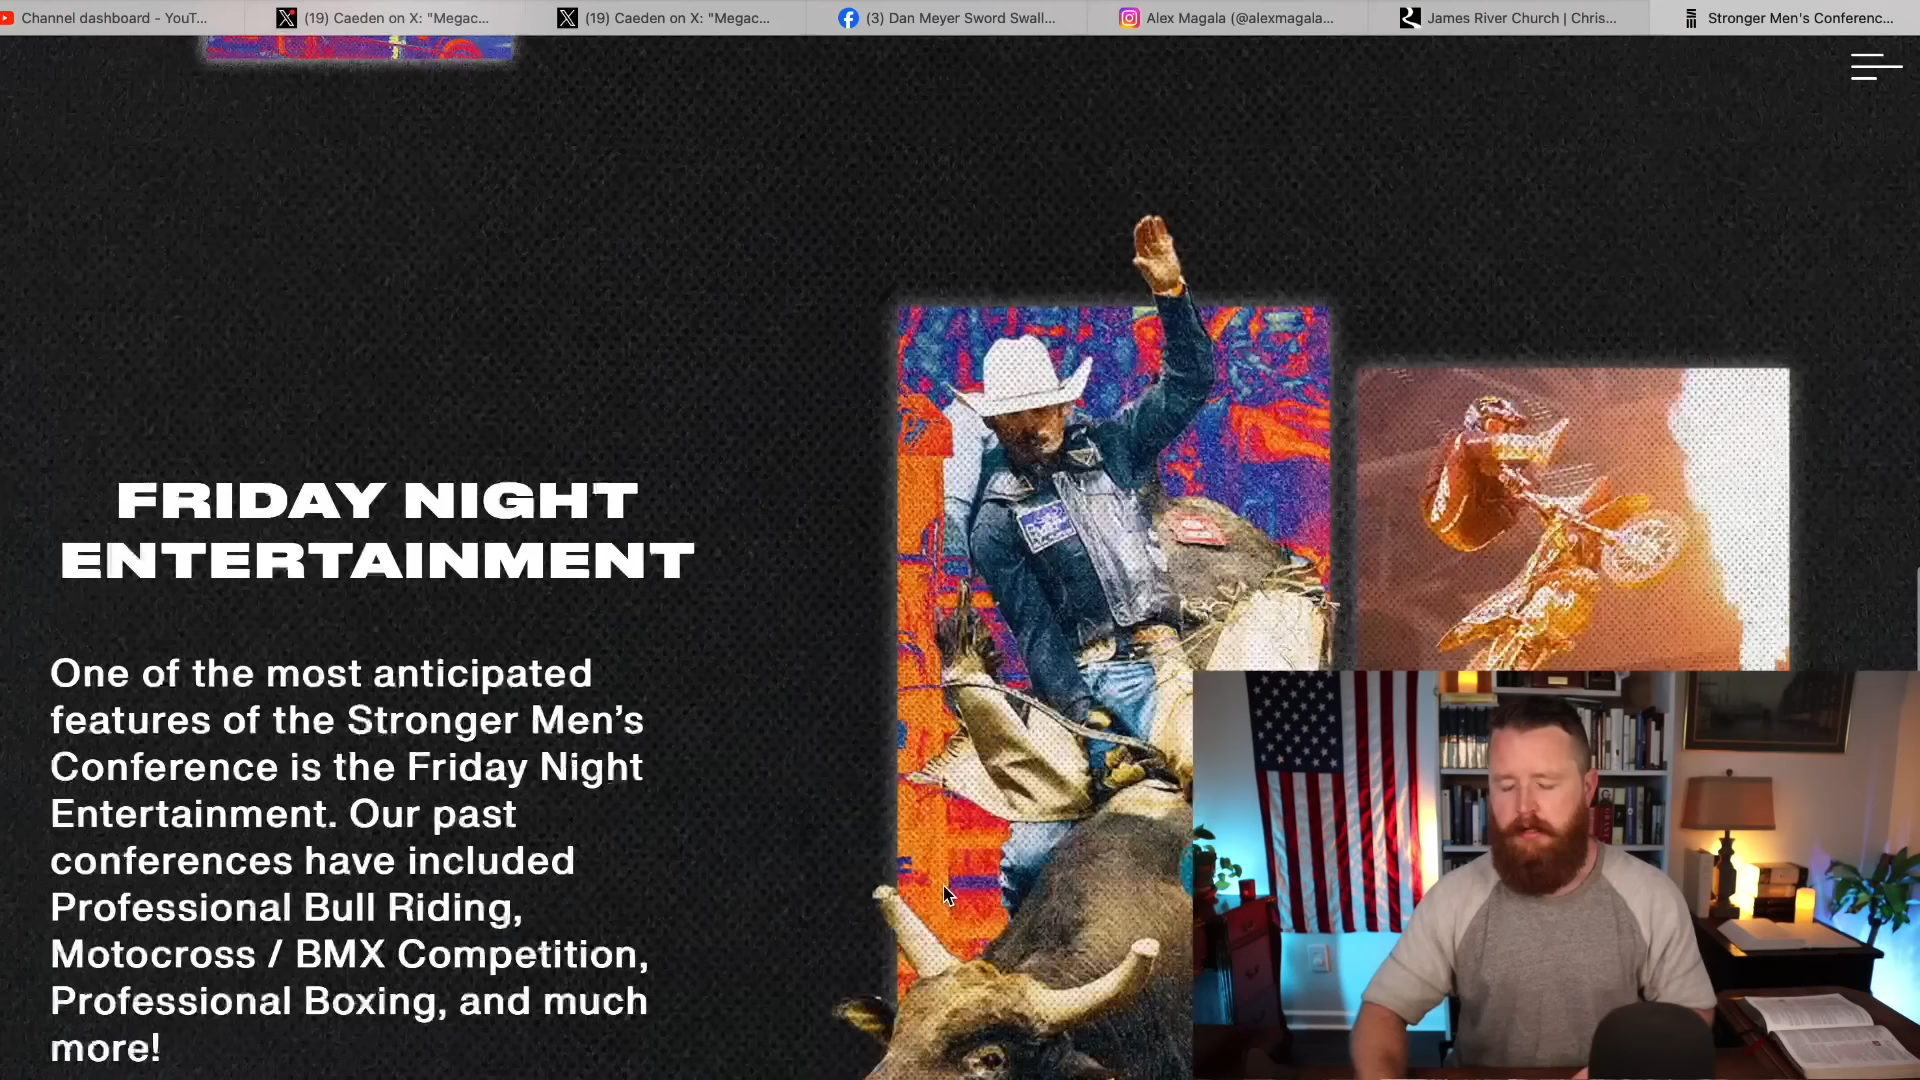 Channel dashboard - YouT...
(19) Caeden on X: "Megac...
(19) Caeden on X: "Megac...
(3) Dan Meyer Sword Swall...
Alex Magala (@alexmagala...
James River Church | Chris...
Stronger Men's Conferenc...
FRIDAY NIGHT
ENTERTAINMENT
One of the most anticipated
features of the Stronger Men’s
Conference is the Friday Night
Entertainment. Our past
conferences have included
Professional Bull Riding,
Motocross / BMX Competition,
Professional Boxing, and much
more!